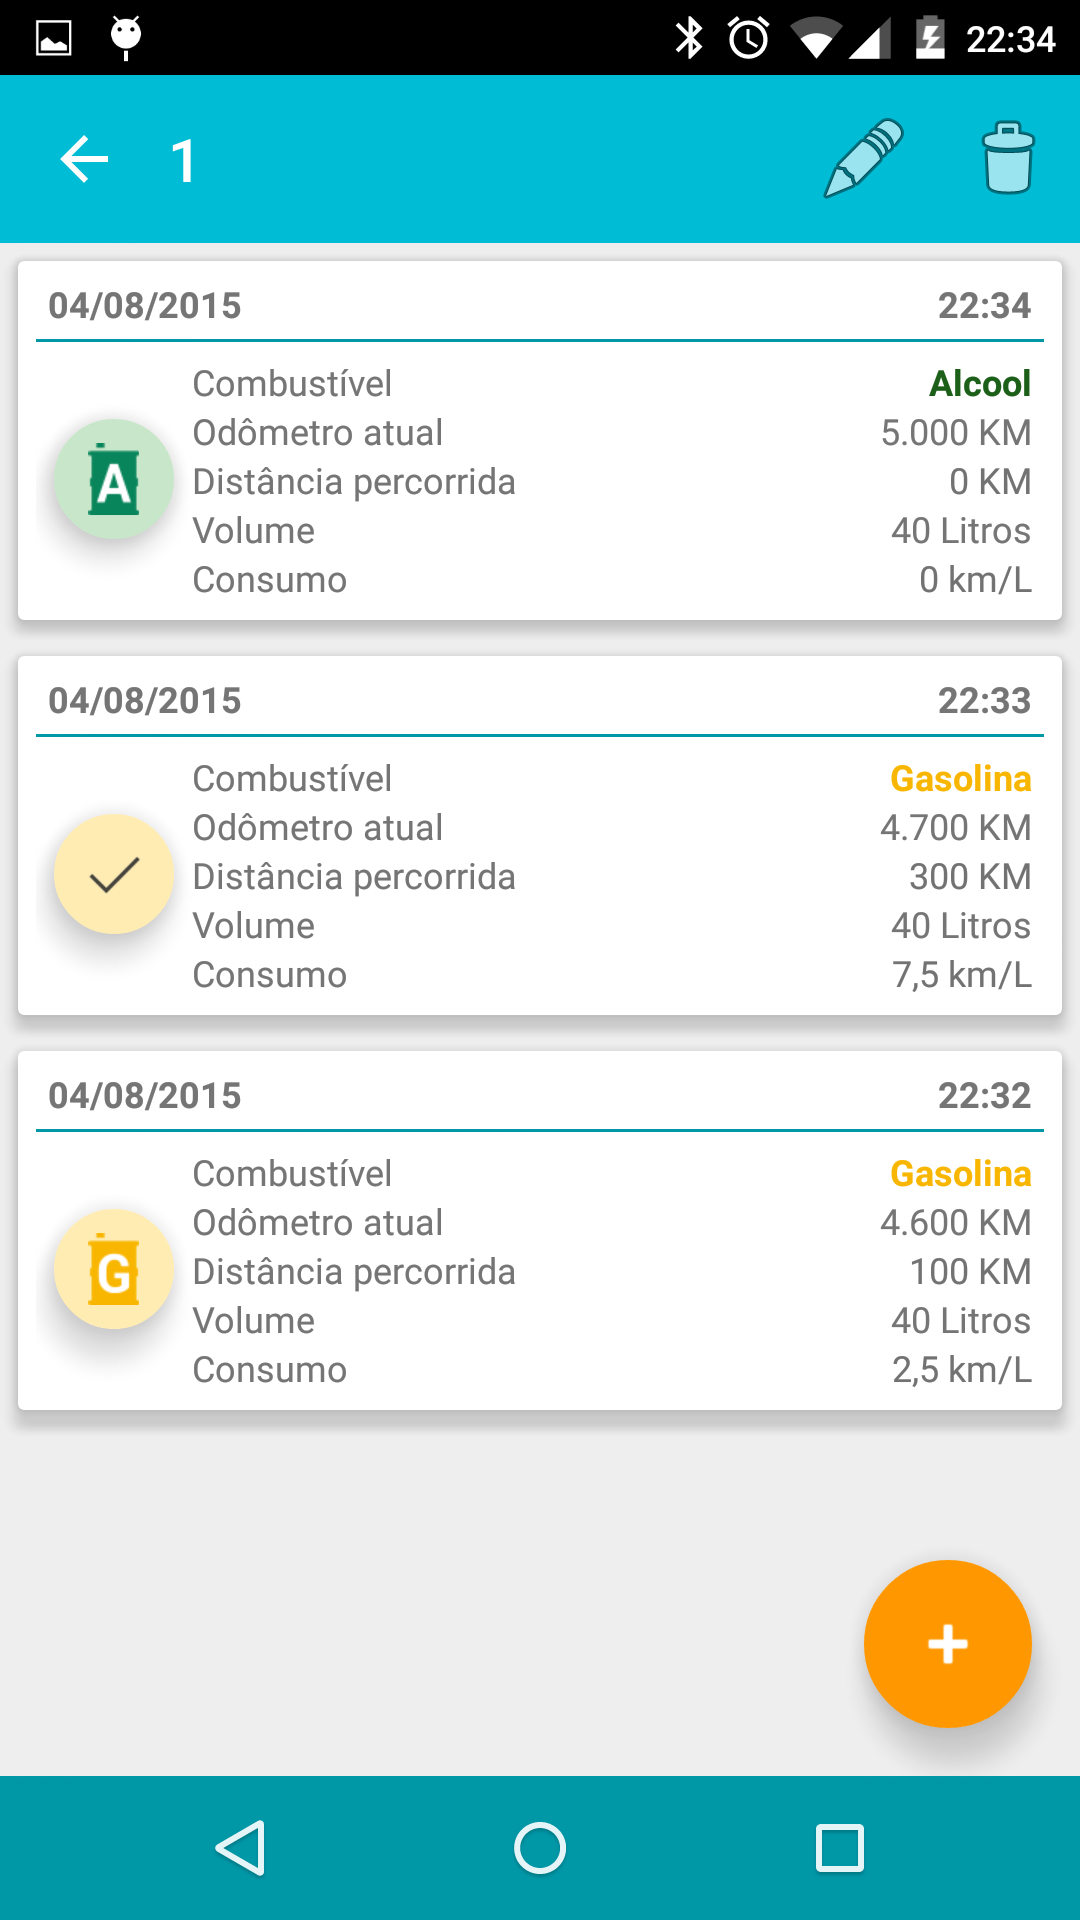 22:34
1
04/08/2015 22:34
Combustível Alcool
Odômetro atual 5.000 KM
A
Distância percorrida 0 KM
Volume 40 Litros
Consumo 0 km/L
04/08/2015 22:33
Combustível Gasolina
Odômetro atual 4.700 KM
Distância percorrida 300 KM
Volume 40 Litros
Consumo 7,5 km/L
04/08/2015 22:32
Combustível Gasolina
Odômetro atual 4.600 KM
G
Distância percorrida 100 KM
Volume 40 Litros
Consumo 2,5 km/L
+